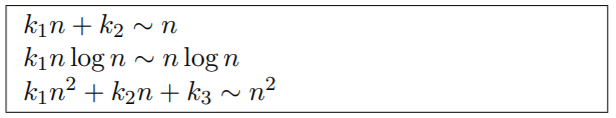 k₁n + k₂ ∼ n
k₁n log n ∼ n log n
k₁n² + k₂n + k₃ ∼ n²